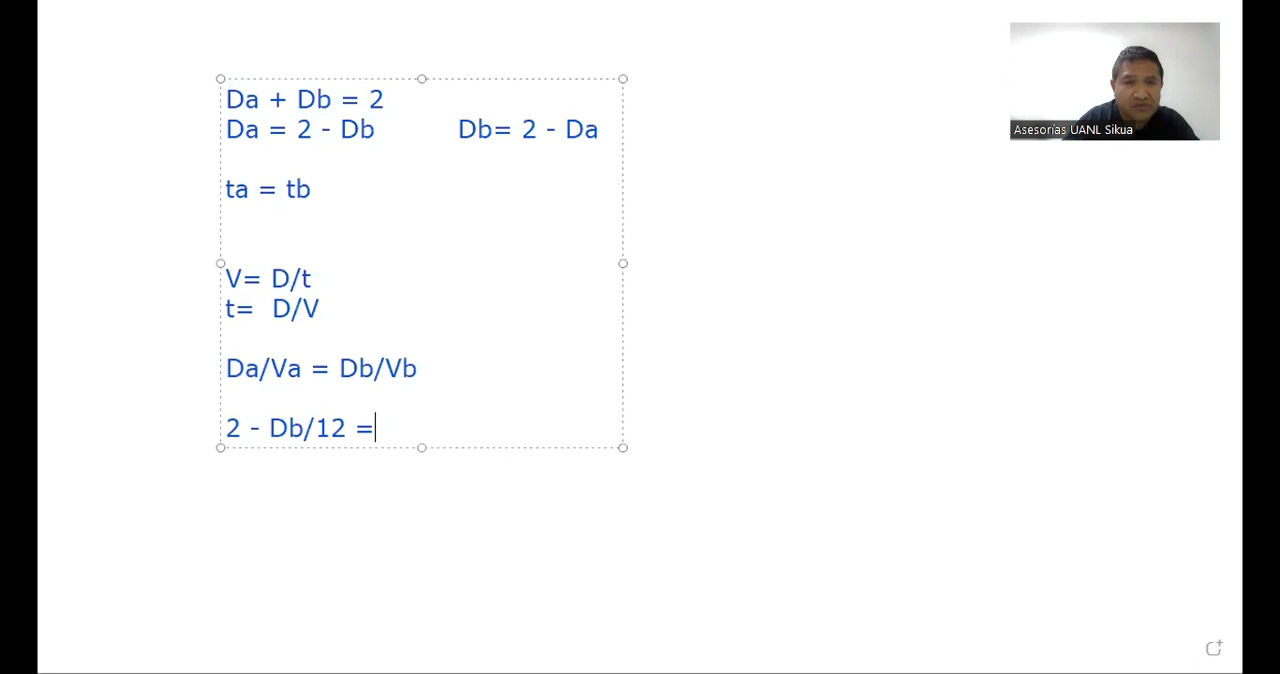 Da + Db = 2
Da = 2 - Db Db= 2 - Da
ta = tb
V= D/t
t= D/V
Da/Va = Db/Vb
2 - Db/12 =
Asesorías UANL Sikua